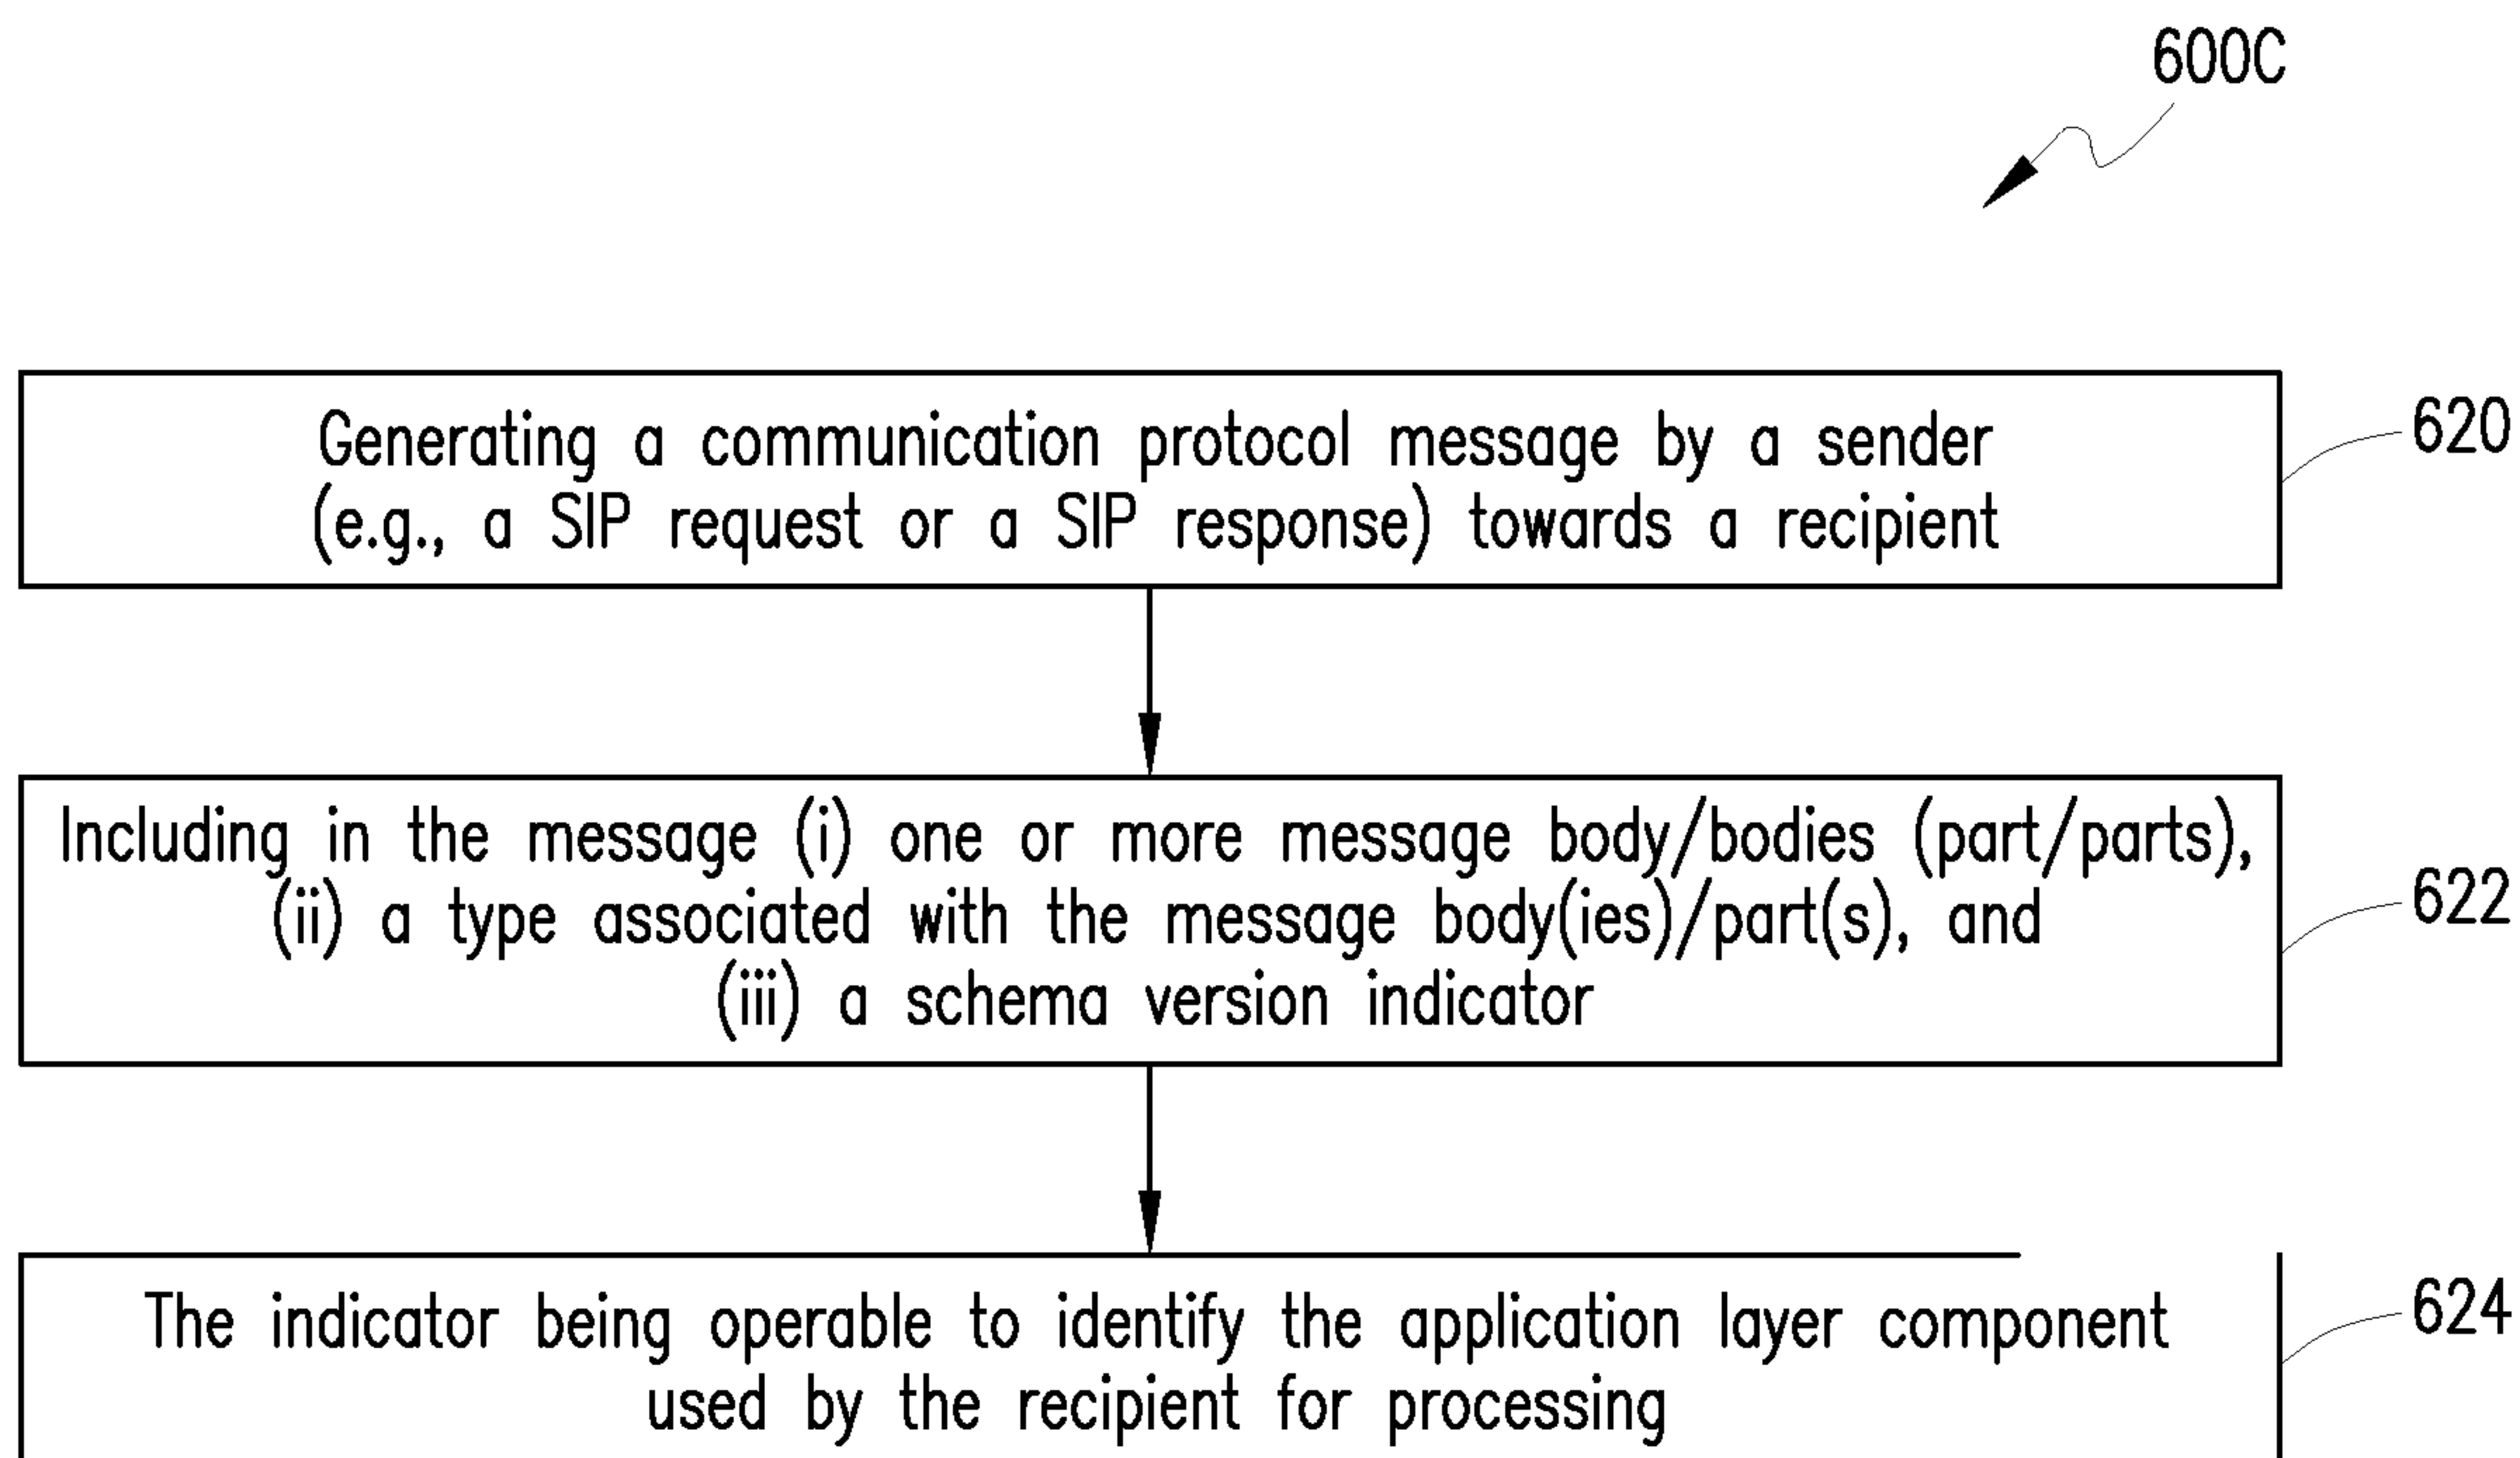 600C
Generating a communication protocol message by a sender
(e.g., a SIP request or a SIP response) towards a recipient
620
Including in the message (i) one or more message body/bodies (part/parts),
(ii) a type associated with the message body(ies)/part(s), and
(iii) a schema version indicator
622
The indicator being operable to identify the application layer component
used by the recipient for processing
624